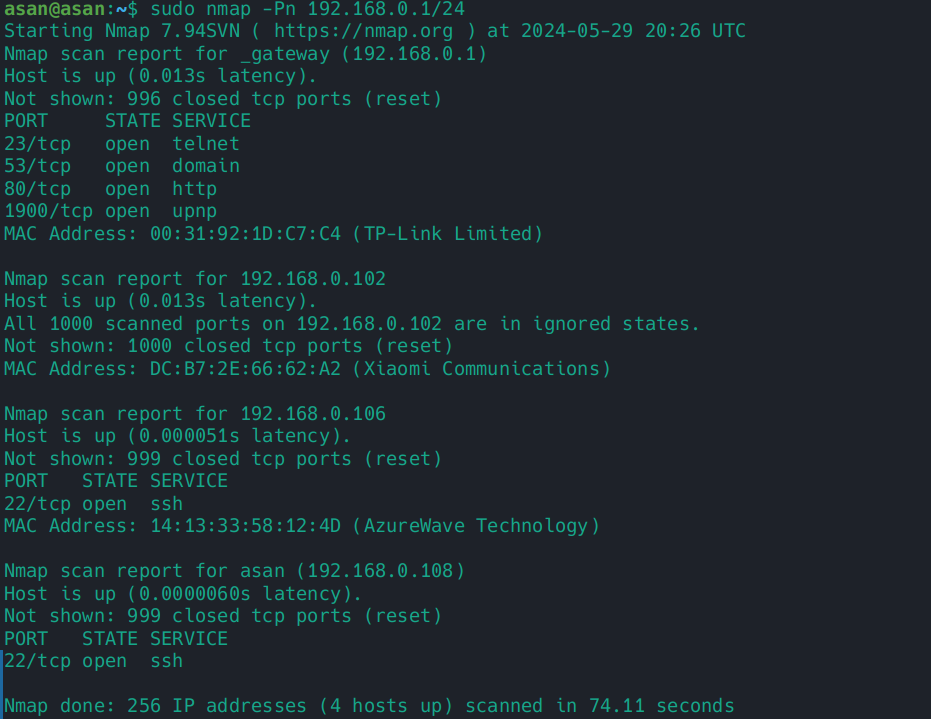 asan@asan:~$ sudo nmap -Pn 192.168.0.1/24
Starting Nmap 7.94SVN ( https://nmap.org ) at 2024-05-29 20:26 UTC
Nmap scan report for _gateway (192.168.0.1)
Host is up (0.013s latency).
Not shown: 996 closed tcp ports (reset)
PORT     STATE SERVICE
23/tcp   open  telnet
53/tcp   open  domain
80/tcp   open  http
1900/tcp open  upnp
MAC Address: 00:31:92:1D:C7:C4 (TP-Link Limited)

Nmap scan report for 192.168.0.102
Host is up (0.013s latency).
All 1000 scanned ports on 192.168.0.102 are in ignored states.
Not shown: 1000 closed tcp ports (reset)
MAC Address: DC:B7:2E:66:62:A2 (Xiaomi Communications)

Nmap scan report for 192.168.0.106
Host is up (0.000051s latency).
Not shown: 999 closed tcp ports (reset)
PORT   STATE SERVICE
22/tcp open  ssh
MAC Address: 14:13:33:58:12:4D (AzureWave Technology)

Nmap scan report for asan (192.168.0.108)
Host is up (0.0000060s latency).
Not shown: 999 closed tcp ports (reset)
PORT   STATE SERVICE
22/tcp open  ssh

Nmap done: 256 IP addresses (4 hosts up) scanned in 74.11 seconds